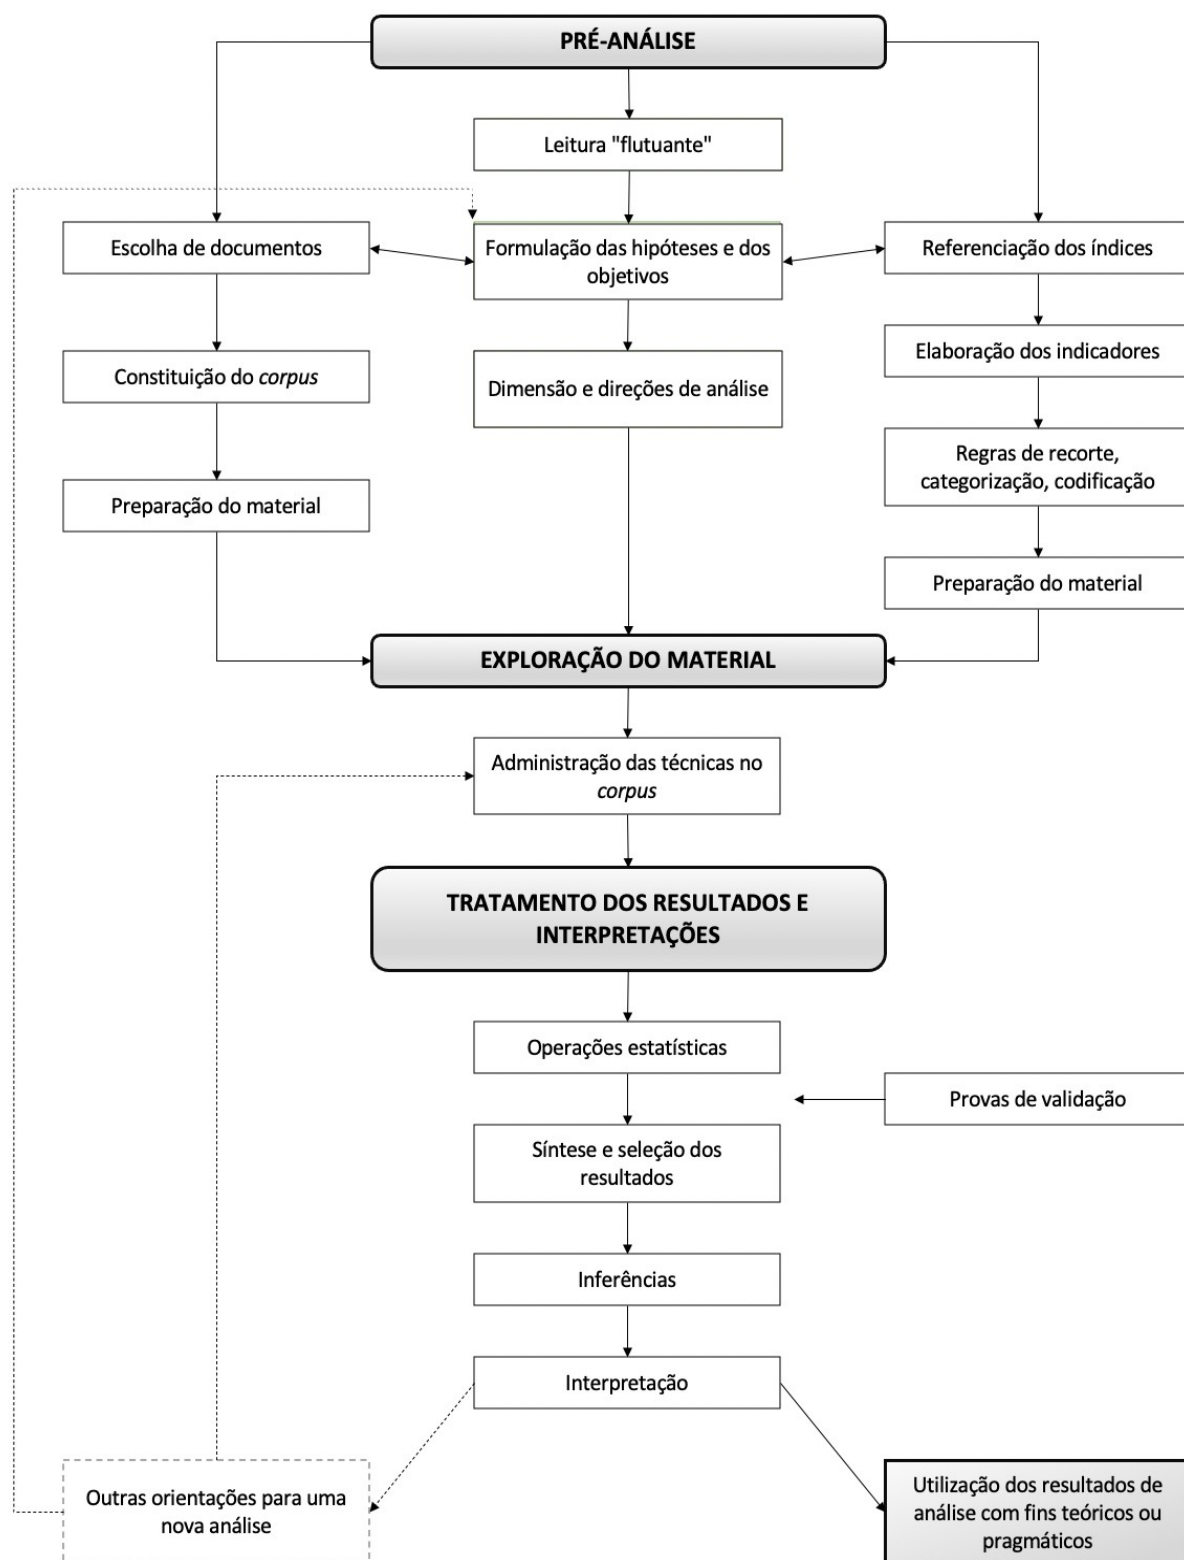 PRÉ-ANÁLISE
Leitura "flutuante"
Escolha de documentos
Formulação das hipóteses e dos
objetivos
Referenciação dos índices
Constituição do corpus
Dimensão e direções de análise
Elaboração dos indicadores
Regras de recorte,
categorização, codificação
Preparação do material
Preparação do material
EXPLORAÇÃO DO MATERIAL
Administração das técnicas no
corpus
TRATAMENTO DOS RESULTADOS E
INTERPRETAÇÕES
Operações estatísticas
Provas de validação
Síntese e seleção dos
resultados
Inferências
Interpretação
Outras orientações para uma
nova análise
Utilização dos resultados de
análise com fins teóricos ou
pragmáticos